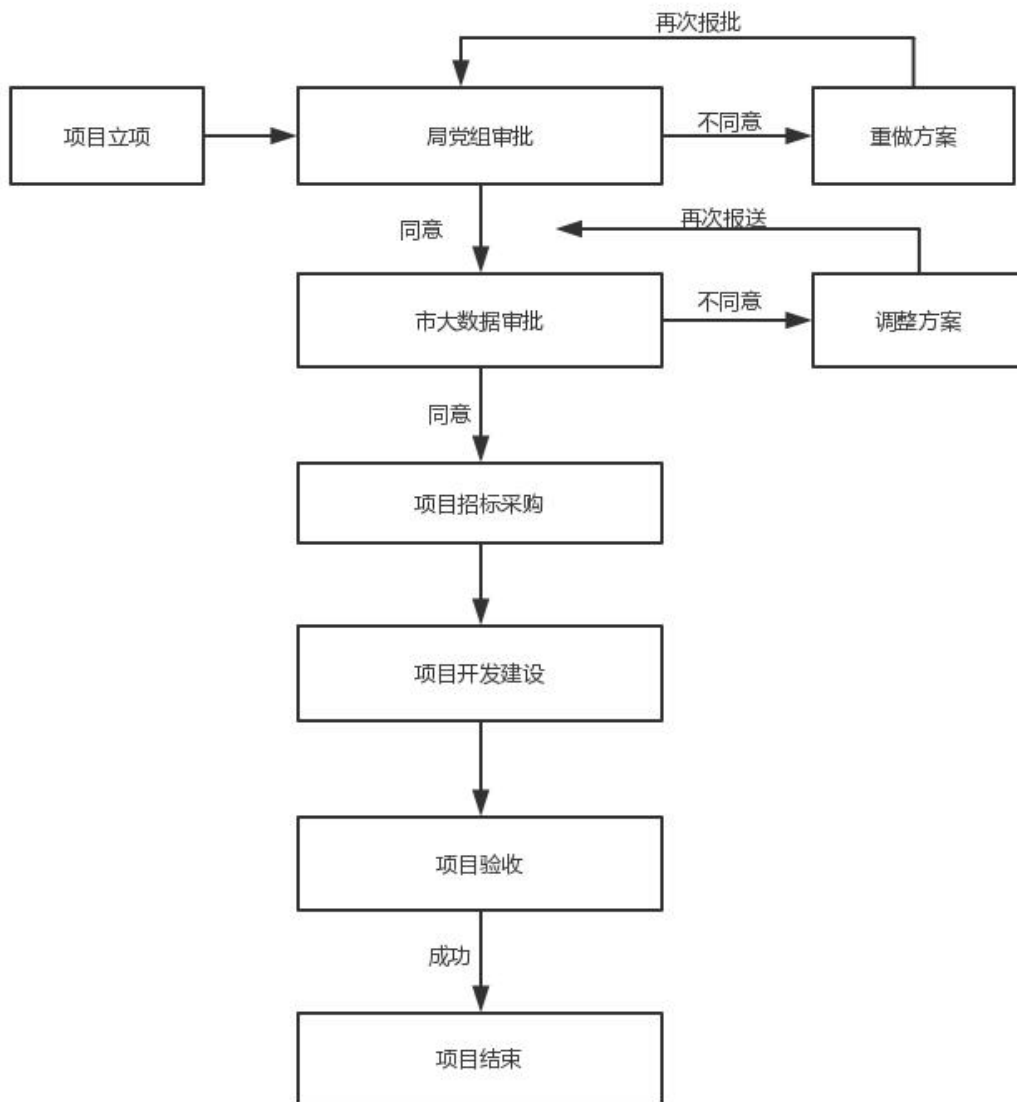 再次报批
项目立项
局党组审批
不同意
重做方案
同意
再次报送
市大数据审批
不同意
调整方案
同意
项目招标采购
项目开发建设
项目验收
成功
项目结束